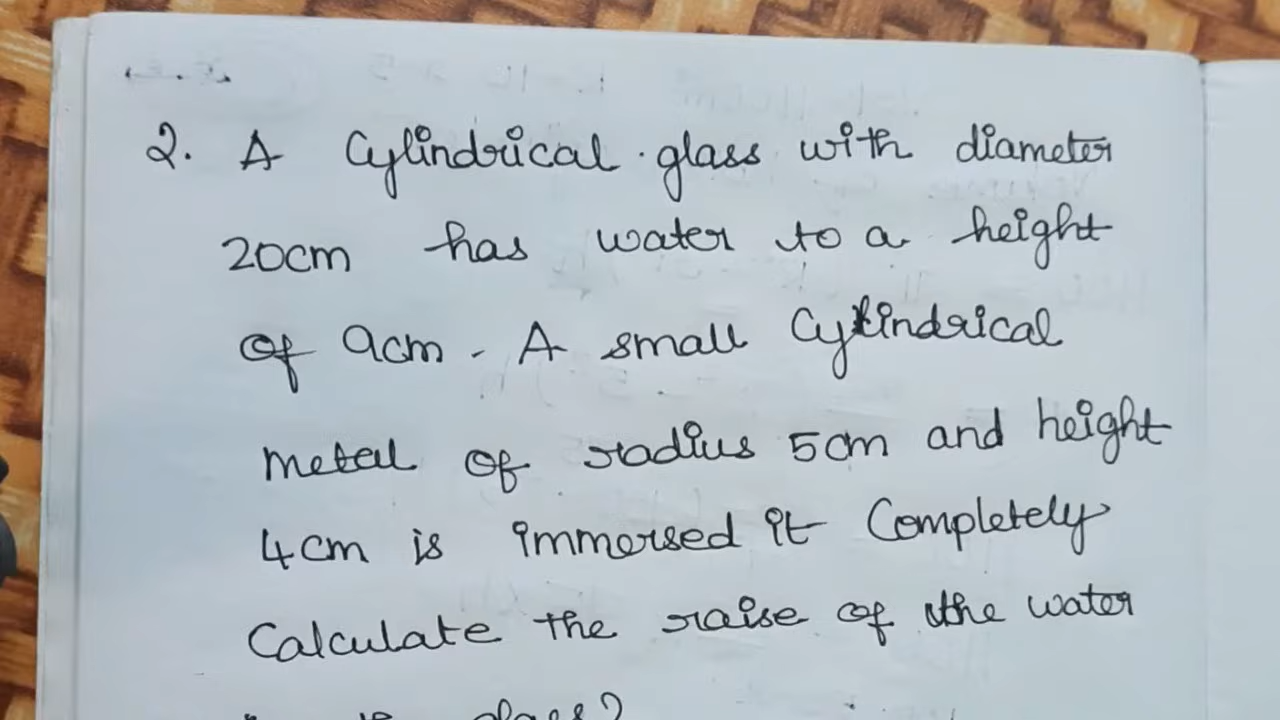 2. A Cylindrical glass with diameter
20cm has water to a height
of 9cm. A small Cylindrical
metal of radius 5cm and height
4cm is immersed it Completely
Calculate the raise of the water
glass?